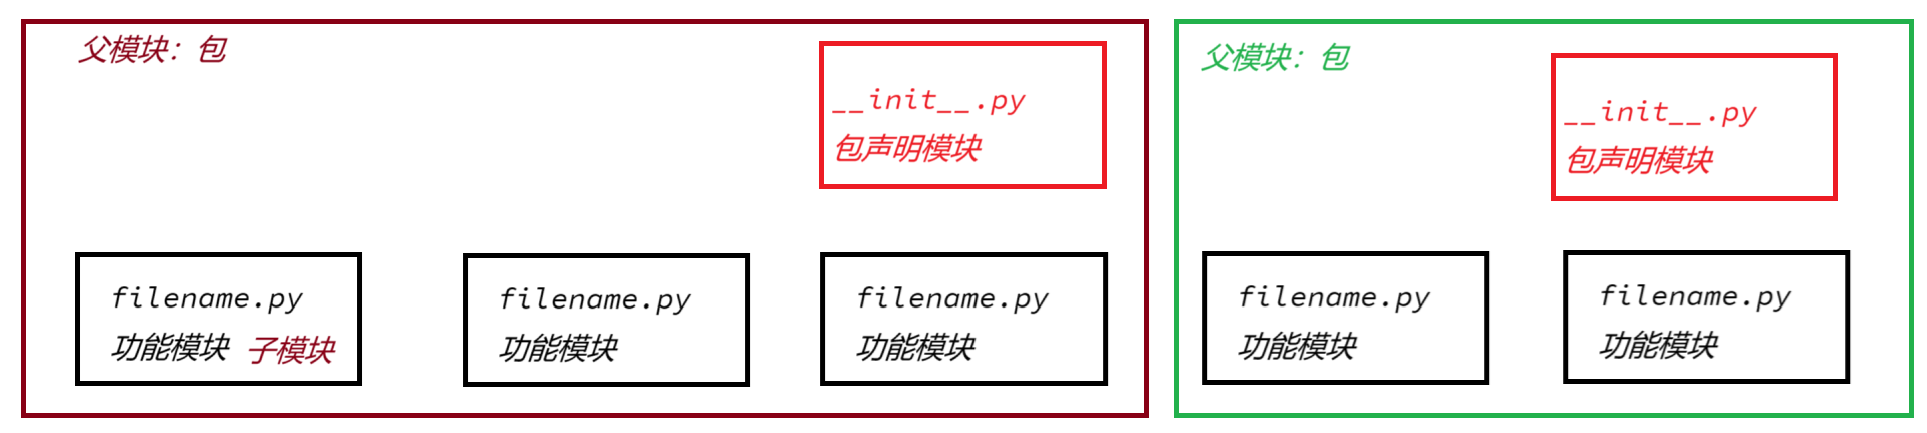 父模块：包
__init__.py
包声明模块
filename.py
功能模块 子模块
filename.py
功能模块
filename.py
功能模块
父模块：包
__init__.py
包声明模块
filename.py
功能模块
filename.py
功能模块